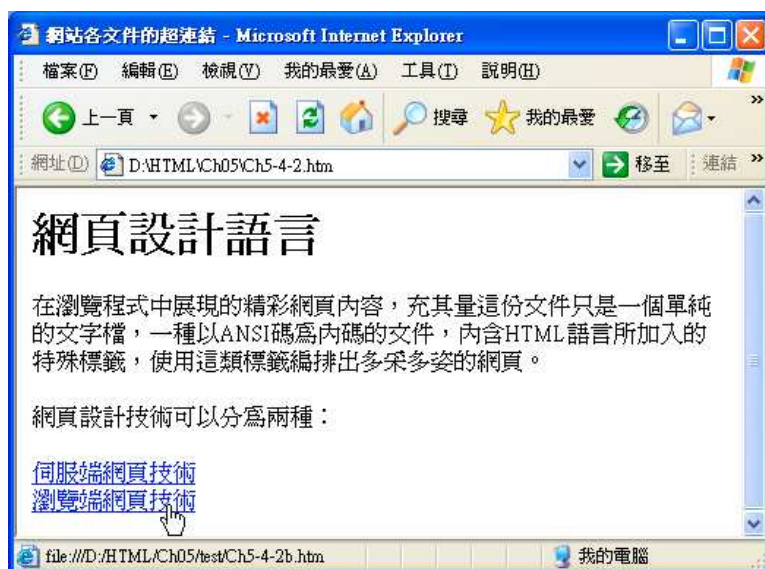 網站各文件的超連結 - Microsoft Internet Explorer
檔案(F) 編輯(E) 檢視(V) 我的最愛(A) 工具(T) 說明(H)
上一頁 搜尋 我的最愛 »
網址(D) D:\HTML\Ch05\Ch5-4-2.htm 移至 連結 »
網頁設計語言
在瀏覽程式中展現的精彩網頁內容，充其量這份文件只是一個單純
的文字檔，一種以ANSI碼為內碼的文件，內含HTML語言所加入的
特殊標籤，使用這類標籤編排出多采多姿的網頁。
網頁設計技術可以分為兩種：
伺服端網頁技術
瀏覽端網頁技術
file:///D:/HTML/Ch05/test/Ch5-4-2b.htm 我的電腦